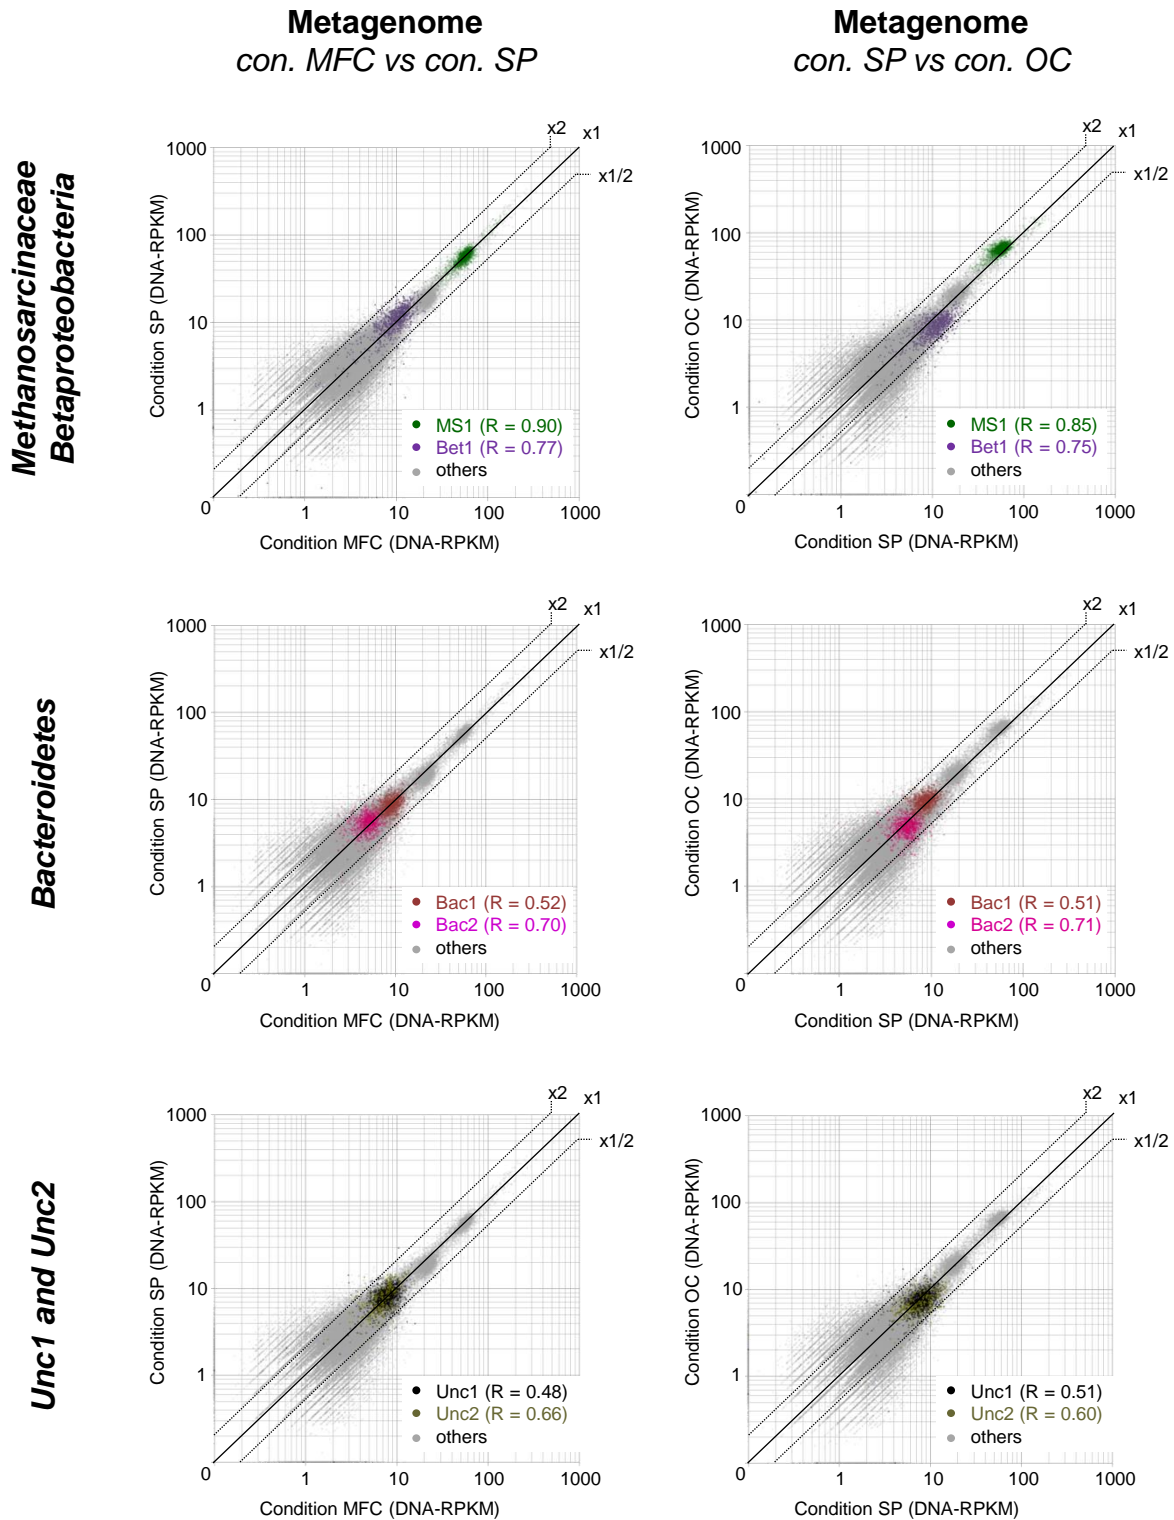 Metagenome
con. MFC vs con. SP
Metagenome
con. SP vs con. OC
Methanosarcinaceae
Betaproteobacteria
x2
x1
x1/2
1000
100
10
1
0
1
10
100
1000
Condition SP (DNA-RPKM)
Condition MFC (DNA-RPKM)
MS1 (R = 0.90)
Bet1 (R = 0.77)
others
x2
x1
x1/2
1000
100
10
1
0
1
10
100
1000
Condition OC (DNA-RPKM)
Condition SP (DNA-RPKM)
MS1 (R = 0.85)
Bet1 (R = 0.75)
others
Bacteroidetes
x2
x1
x1/2
1000
100
10
1
0
1
10
100
1000
Condition SP (DNA-RPKM)
Condition MFC (DNA-RPKM)
Bac1 (R = 0.52)
Bac2 (R = 0.70)
others
x2
x1
x1/2
1000
100
10
1
0
1
10
100
1000
Condition OC (DNA-RPKM)
Condition SP (DNA-RPKM)
Bac1 (R = 0.51)
Bac2 (R = 0.71)
others
Unc1 and Unc2
x2
x1
x1/2
1000
100
10
1
0
1
10
100
1000
Condition SP (DNA-RPKM)
Condition MFC (DNA-RPKM)
Unc1 (R = 0.48)
Unc2 (R = 0.66)
others
x2
x1
x1/2
1000
100
10
1
0
1
10
100
1000
Condition OC (DNA-RPKM)
Condition SP (DNA-RPKM)
Unc1 (R = 0.51)
Unc2 (R = 0.60)
others